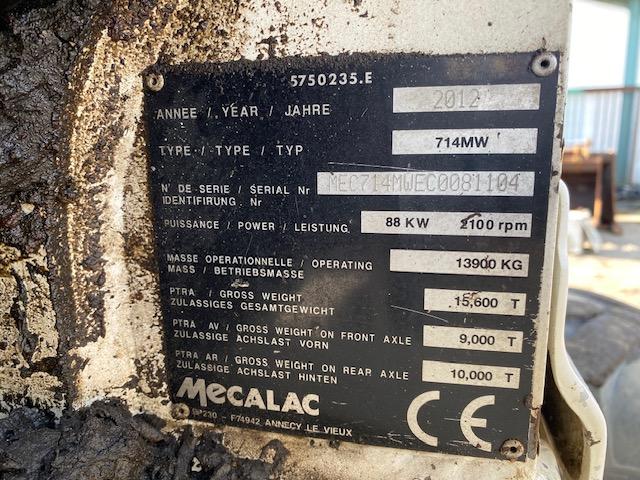 5750235.E
ANNEE / YEAR / JAHRE 2012
TYPE / TYPE / TYP 714MW
N° DE SERIE / SERIAL Nr MEC714MWEC0081104
IDENTIFIRUNG. Nr
PUISSANCE / POWER / LEISTUNG 88 KW 2100 rpm
MASSE OPERATIONNELLE / OPERATING 13900 KG
MASS / BETRIEBSMASSE
PTRA / GROSS WEIGHT 15,600 T
ZULASSIGES GESAMTGEWICHT
PTRA AV / GROSS WEIGHT ON FRONT AXLE 9,000 T
ZULASSIGE ACHSLAST VORN
PTRA AR / GROSS WEIGHT ON REAR AXLE 10,000 T
ZULASSIGE ACHSLAST HINTEN
MECALAC CE
230 - F74942 ANNECY LE VIEUX